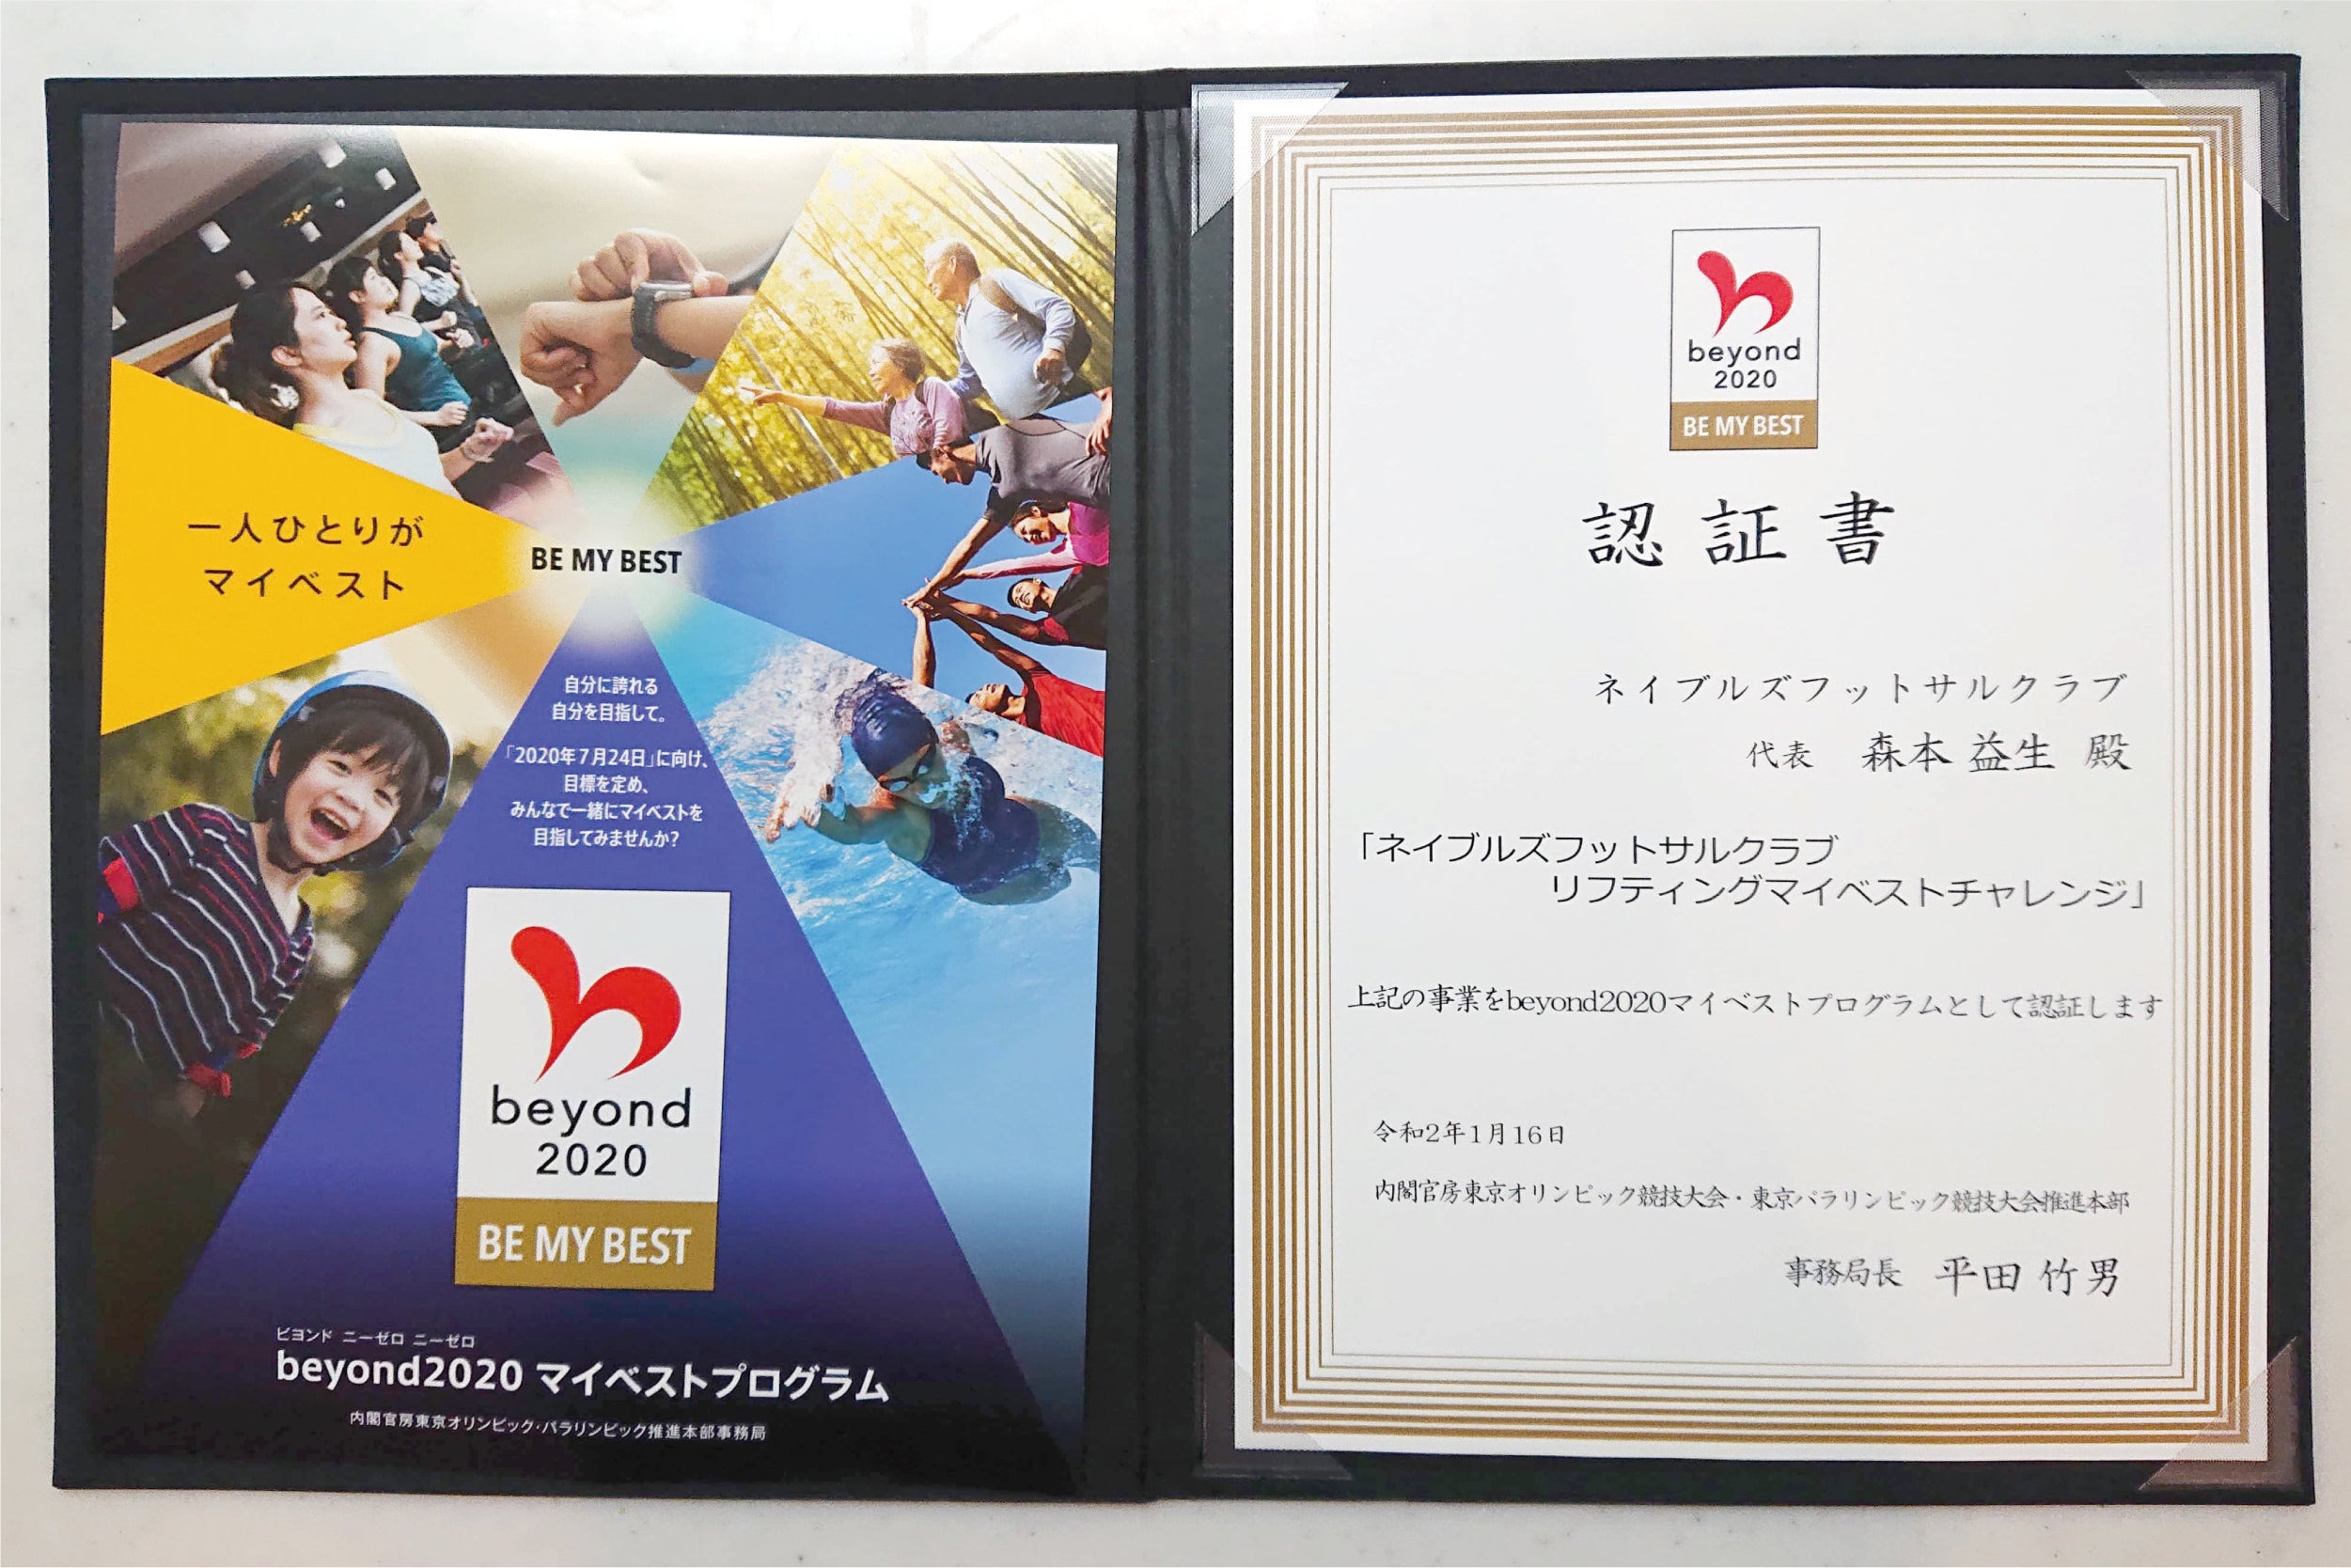 一人ひとりが
マイベスト
BE MY BEST
自分に誇れる
自分を目指して。
「2020年7月24日」に向け、
目標を定め、
みんなで一緒にマイベストを
目指してみませんか?
beyond
2020
BE MY BEST
ビヨンド ニーゼロ ニーゼロ
beyond2020 マイベストプログラム
内閣官房東京オリンピック・パラリンピック推進本部事務局
beyond
2020
BE MY BEST
認証書
ネイブルズフットサルクラブ
代表 森本 益生 殿
「ネイブルズフットサルクラブ
リフティングマイベストチャレンジ」
上記の事業をbeyond2020マイベストプログラムとして認証します
令和2年1月16日
内閣官房東京オリンピック競技大会・東京パラリンピック競技大会推進本部
事務局長 平田 竹男